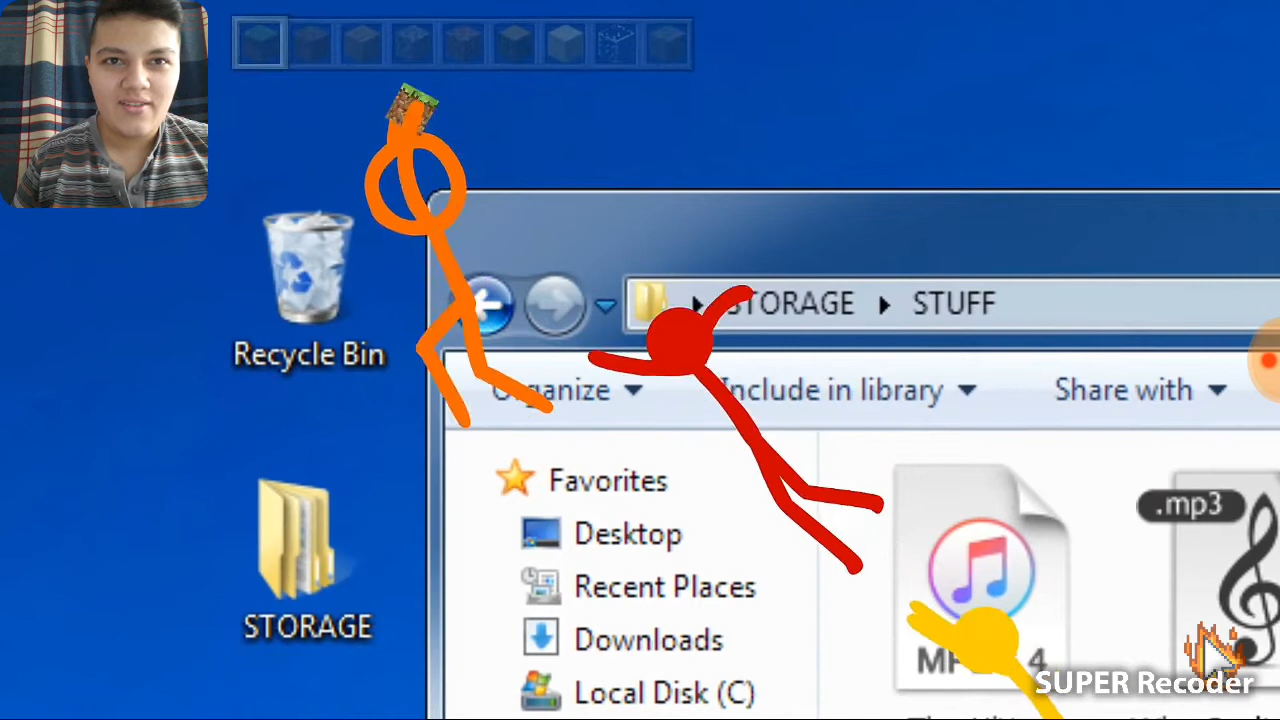 Recycle Bin
STORAGE STUFF
Organize Include in library Share with
Favorites
Desktop
Recent Places
Downloads
Local Disk (C)
STORAGE
.mp3
SUPER Recoder